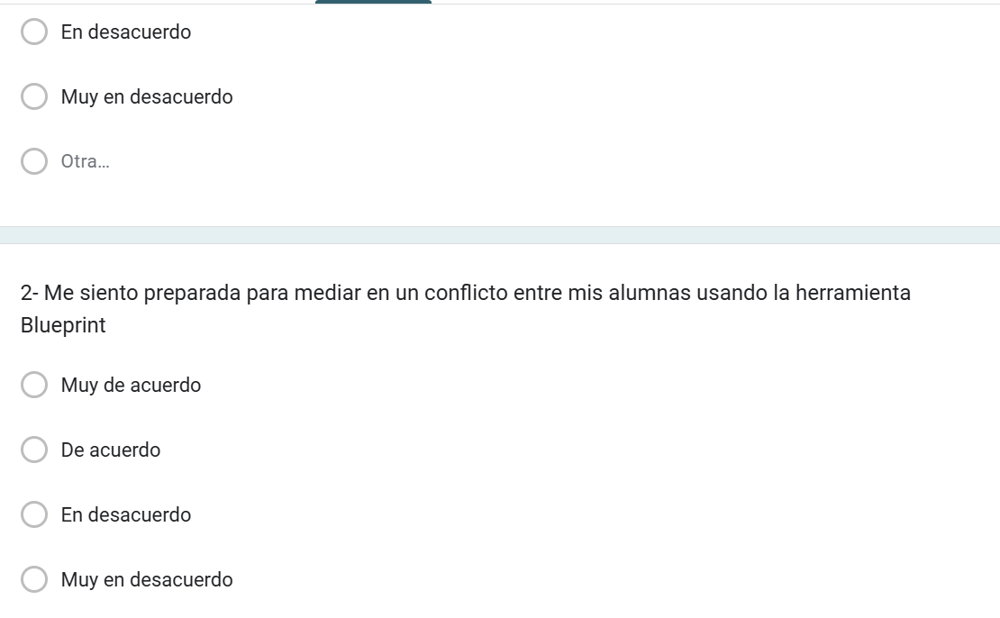 En desacuerdo
Muy en desacuerdo
Otra...
2- Me siento preparada para mediar en un conflicto entre mis alumnas usando la herramienta
Blueprint
Muy de acuerdo
De acuerdo
En desacuerdo
Muy en desacuerdo